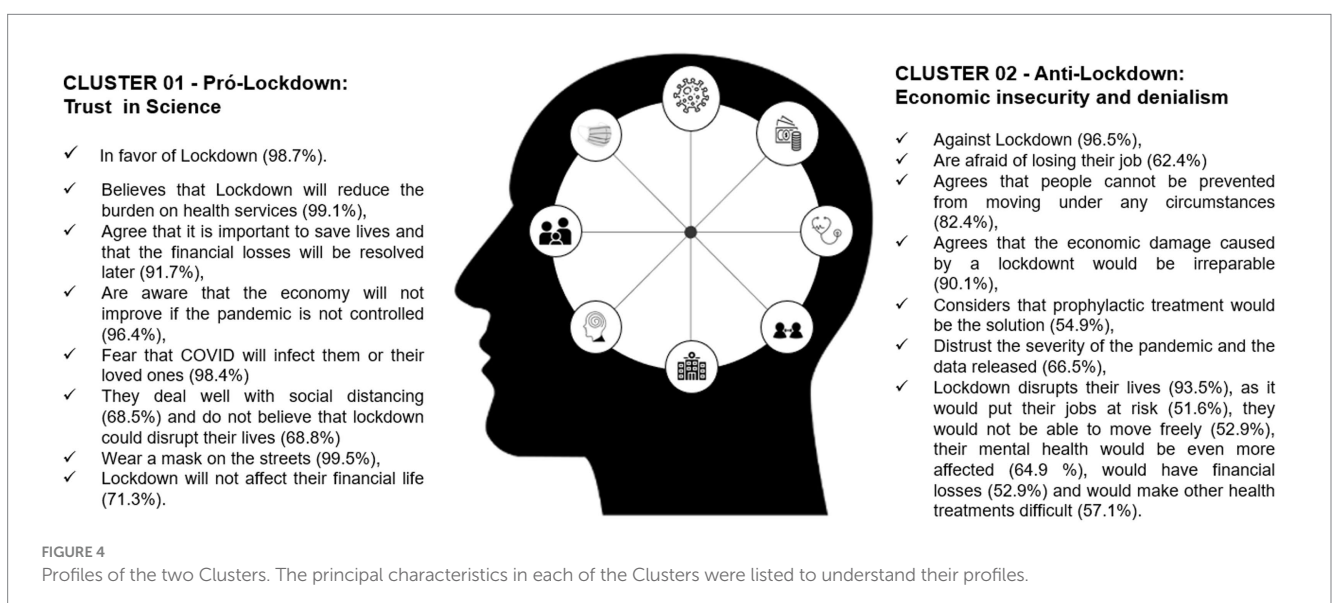 CLUSTER 01 - Pró-Lockdown:
Trust in Science
✓ In favor of Lockdown (98.7%).
✓ Believes that Lockdown will reduce the
burden on health services (99.1%),
✓ Agree that it is important to save lives and
that the financial losses will be resolved
later (91.7%),
✓ Are aware that the economy will not
improve if the pandemic is not controlled
(96.4%),
✓ Fear that COVID will infect them or their
loved ones (98.4%)
✓ They deal well with social distancing
(68.5%) and do not believe that lockdown
could disrupt their lives (68.8%)
✓ Wear a mask on the streets (99.5%),
✓ Lockdown will not affect their financial life
(71.3%).
CLUSTER 02 - Anti-Lockdown:
Economic insecurity and denialism
✓ Against Lockdown (96.5%),
✓ Are afraid of losing their job (62.4%)
✓ Agrees that people cannot be prevented
from moving under any circumstances
(82.4%),
✓ Agrees that the economic damage caused
by a lockdownt would be irreparable
(90.1%),
✓ Considers that prophylactic treatment would
be the solution (54.9%),
✓ Distrust the severity of the pandemic and the
data released (66.5%),
✓ Lockdown disrupts their lives (93.5%), as it
would put their jobs at risk (51.6%), they
would not be able to move freely (52.9%),
their mental health would be even more
affected (64.9 %), would have financial
losses (52.9%) and would make other health
treatments difficult (57.1%).
FIGURE 4
Profiles of the two Clusters. The principal characteristics in each of the Clusters were listed to understand their profiles.